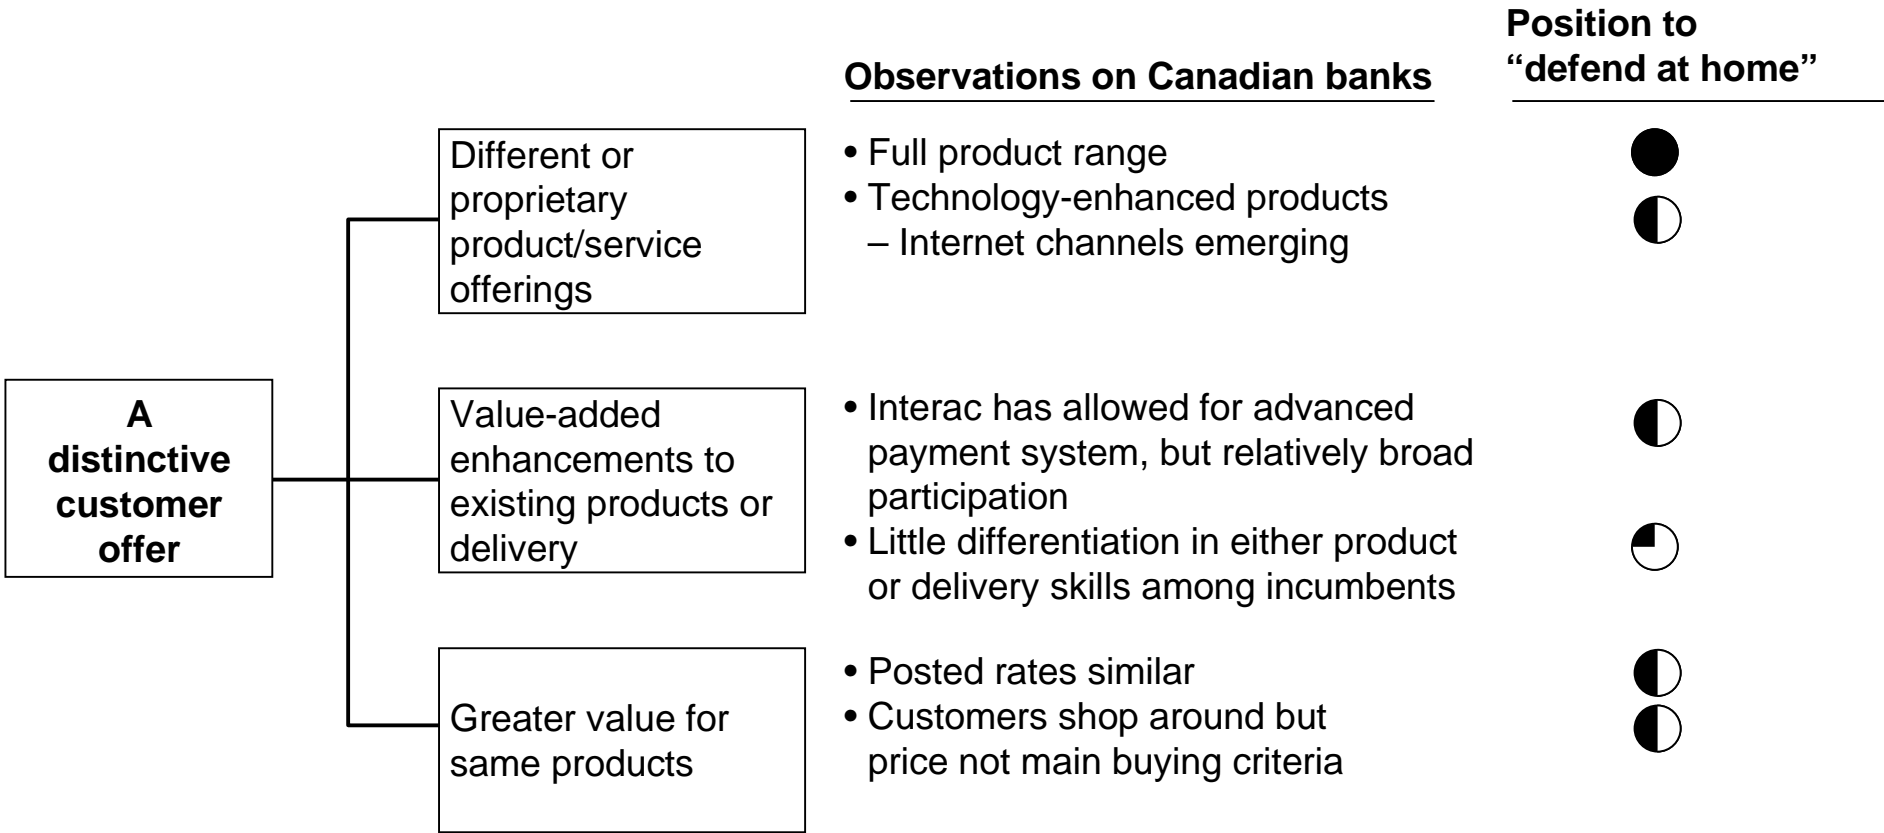 Position to
“defend at home”
Observations on Canadian banks
Different or
proprietary
product/service
offerings
• Full product range
• Technology-enhanced products
– Internet channels emerging
A
distinctive
customer
offer
Value-added
enhancements to
existing products or
delivery
• Interac has allowed for advanced
payment system, but relatively broad
participation
• Little differentiation in either product
or delivery skills among incumbents
Greater value for
same products
• Posted rates similar
• Customers shop around but
price not main buying criteria